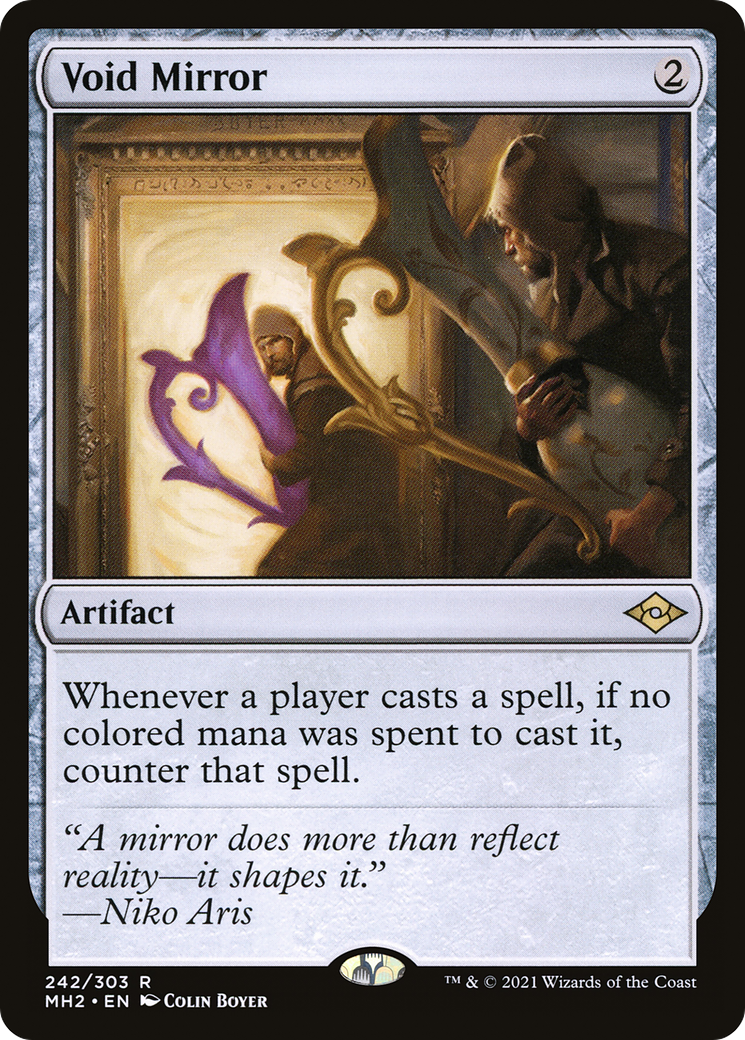 Void Mirror
2
Artifact
Whenever a player casts a spell, if no
colored mana was spent to cast it,
counter that spell.
“A mirror does more than reflect
reality—it shapes it.”
—Niko Aris
242/303 R
MH2 • EN Colin Boyer
™ & © 2021 Wizards of the Coast